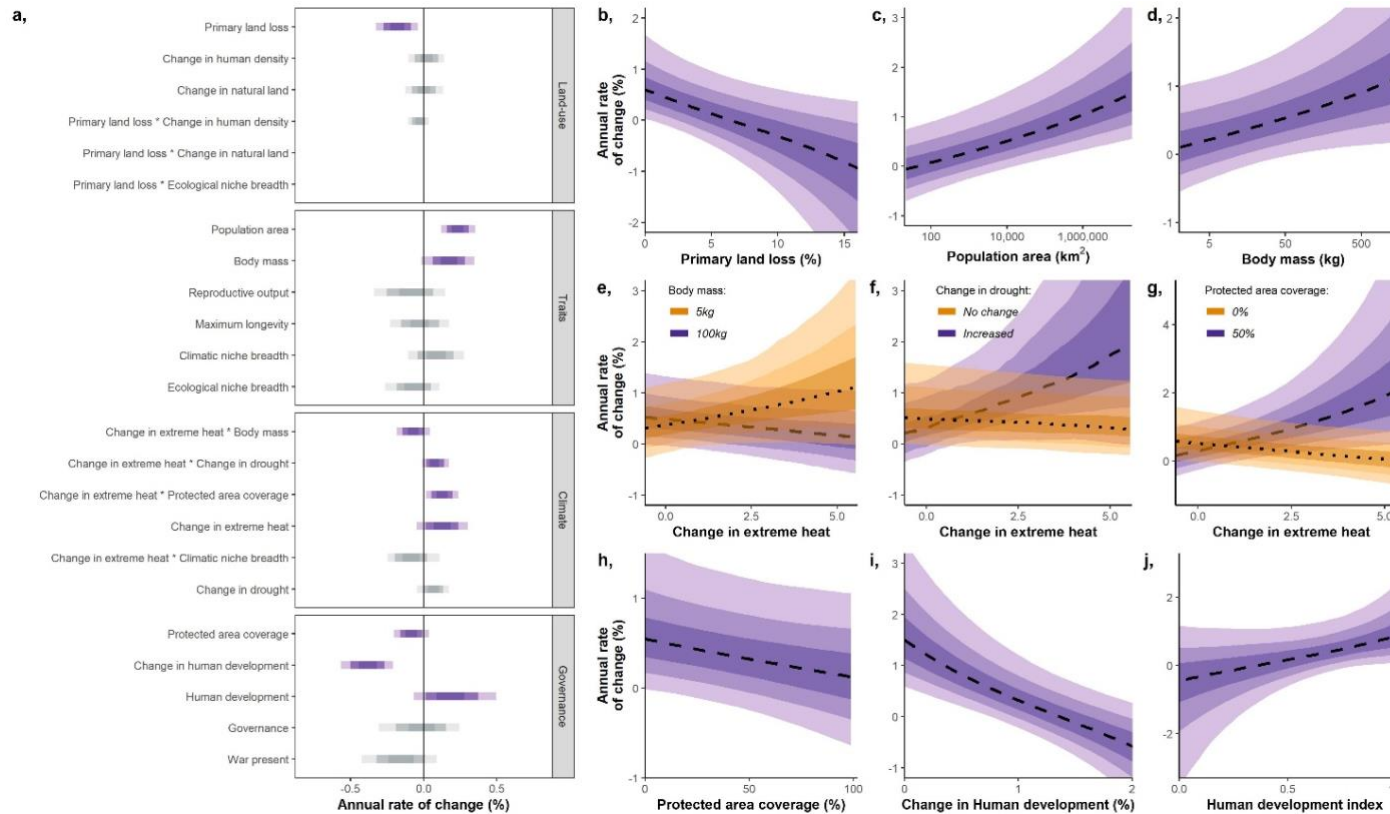 a,
Primary land loss
Change in human density
Change in natural land
Primary land loss * Change in human density
Primary land loss * Change in natural land
Primary land loss * Ecological niche breadth
Land-use
Population area
Body mass
Reproductive output
Maximum longevity
Climatic niche breadth
Ecological niche breadth
Traits
Change in extreme heat * Body mass
Change in extreme heat * Change in drought
Change in extreme heat * Protected area coverage
Change in extreme heat
Change in extreme heat * Climatic niche breadth
Change in drought
Climate
Protected area coverage
Change in human development
Human development
Governance
War present
Governance
-0.5 0.0 0.5
Annual rate of change (%)
b,
2
1
0
-1
-2
Annual rate
of change (%)
0 5 10 15
Primary land loss (%)
c,
3
2
1
0
-1
100 10,000 1,000,000
Population area (km²)
d,
2
1
0
-1
5 50 500
Body mass (kg)
e,
Body mass:
5kg
100kg
3
2
1
0
-1
Annual rate
of change (%)
0.0 2.5 5.0
Change in extreme heat
f,
Change in drought:
No change
Increased
3
2
1
0
-1
0.0 2.5 5.0
Change in extreme heat
g,
Protected area coverage:
0%
50%
4
2
0
0.0 2.5 5.0
Change in extreme heat
h,
1
0
-1
Annual rate
of change (%)
0 50 100
Protected area coverage (%)
i,
3
2
1
0
-1
0 1 2
Change in Human development (%)
j,
2
0
-2
0.0 0.5
Human development index